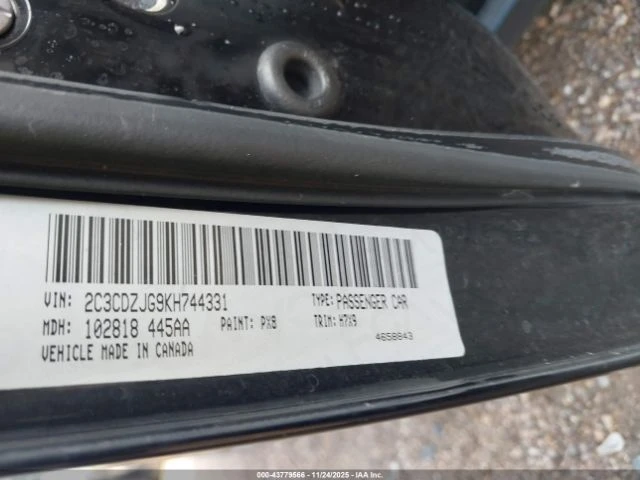 VIN: 2C3CDZJG9KH744331 TYPE: PASSENGER CAR
MDH: 102818 445AA PAINT: PX8 TRIM: H7X9
VEHICLE MADE IN CANADA 4658843
000-43779566 | 11/24/2025 | IAA Inc.